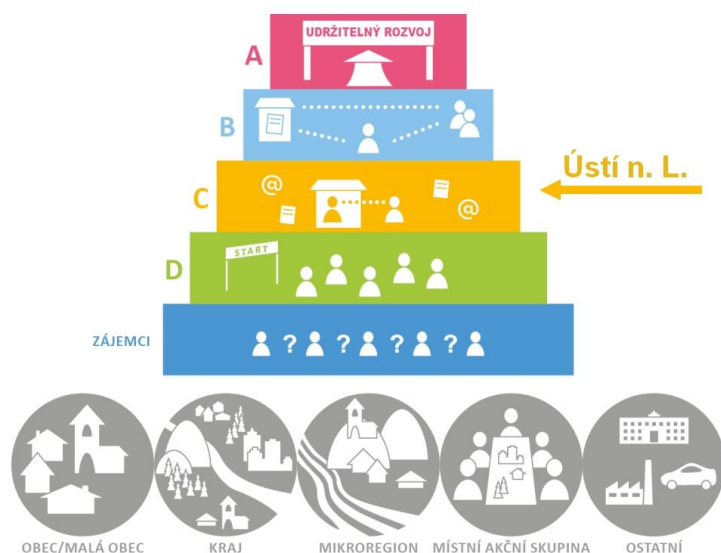 UDRŽITELNÝ ROZVOJ
A
B
Ústí n. L.
@
C
@
START
D
ZÁJEMCI
? ? ? ?
OBEC/MALÁ OBEC
KRAJ
MIKROREGION
MÍSTNÍ AKČNÍ SKUPINA
OSTATNÍ